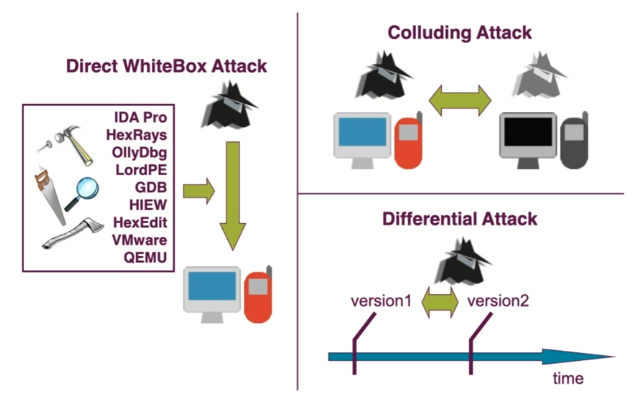 Direct WhiteBox Attack
IDA Pro
HexRays
OllyDbg
LordPE
GDB
HIEW
HexEdit
VMware
QEMU
Colluding Attack
Differential Attack
version1
version2
time